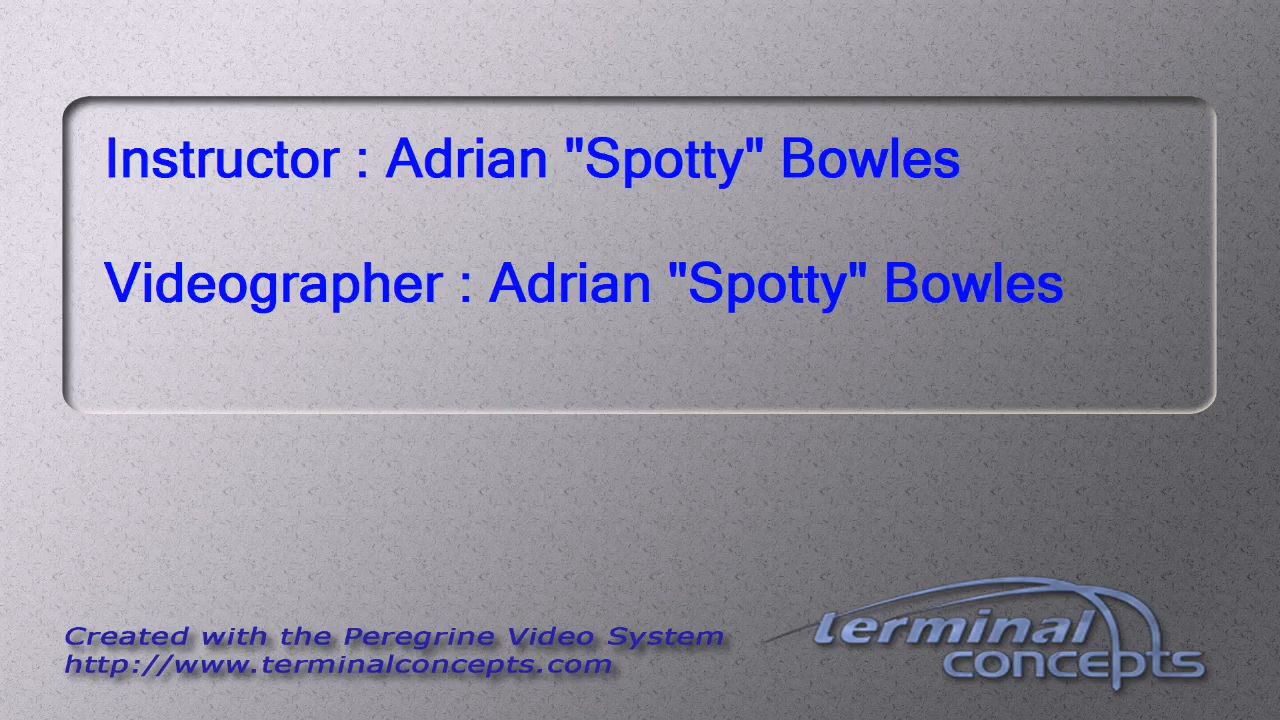 Instructor : Adrian "Spotty" Bowles
Videographer : Adrian "Spotty" Bowles
Created with the Peregrine Video System
http://www.terminalconcepts.com
terminal
concepts